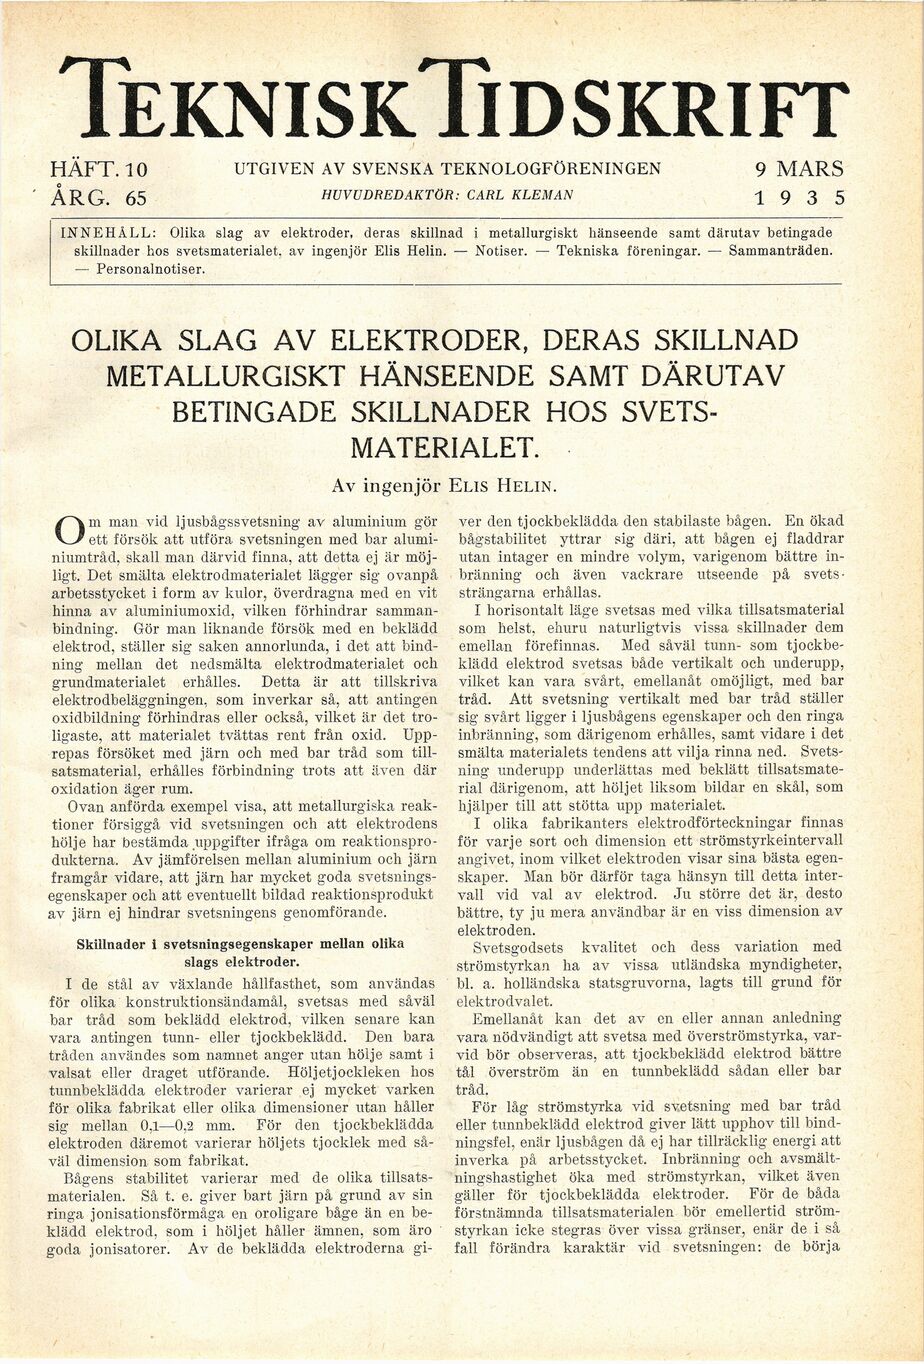 TEKNISK TIDSKRIFT
HÄFT. 10 UTGIVEN AV SVENSKA TEKNOLOGFÖRENINGEN 9 MARS
ÅRG. 65 HUVUDREDAKTÖR: CARL KLEMAN 1 9 3 5
INNEHÅLL: Olika slag av elektroder, deras skillnad i metallurgiskt hänseende samt därutav betingade
skillnader hos svetsmaterialet, av ingenjör Elis Helin. — Notiser. — Tekniska föreningar. — Sammanträden.
— Personalnotiser.
OLIKA SLAG AV ELEKTRODER, DERAS SKILLNAD
METALLURGISKT HÄNSEENDE SAMT DÄRUTAV
BETINGADE SKILLNADER HOS SVETS-
MATERIALET.
Av ingenjör ELIS HELIN.
Om man vid ljusbågssvetsning av aluminium gör
ett försök att utföra svetsningen med bar alumi-
niumtråd, skall man därvid finna, att detta ej är möj-
ligt. Det smälta elektrodmaterialet lägger sig ovanpå
arbetsstycket i form av kulor, överdragna med en vit
hinna av aluminiumoxid, vilken förhindrar samman-
bindning. Gör man liknande försök med en beklädd
elektrod, ställer sig saken annorlunda, i det att bind-
ning mellan det nedsmälta elektrodmaterialet och
grundmaterialet erhålles. Detta är att tillskriva
elektrodbeläggningen, som inverkar så, att antingen
oxidbildning förhindras eller också, vilket är det tro-
ligaste, att materialet tvättas rent från oxid. Upp-
repas försöket med järn och med bar tråd som till-
satsmaterial, erhålles förbindning trots att även där
oxidation äger rum.
Ovan anförda exempel visa, att metallurgiska reak-
tioner försiggå vid svetsningen och att elektrodens
hölje har bestämda uppgifter ifråga om reaktionspro-
dukterna. Av jämförelsen mellan aluminium och järn
framgår vidare, att järn har mycket goda svetsnings-
egenskaper och att eventuellt bildad reaktionsprodukt
av järn ej hindrar svetsningens genomförande.
Skillnader i svetsningsegenskaper mellan olika
slags elektroder.
I de stål av växlande hållfasthet, som användas
för olika konstruktionsändamål, svetsas med såväl
bar tråd som beklädd elektrod, vilken senare kan
vara antingen tunn- eller tjockbeklädd. Den bara
tråden användes som namnet anger utan hölje samt i
valsat eller draget utförande. Höljetjockleken hos
tunnbeklädda elektroder varierar ej mycket varken
för olika fabrikat eller olika dimensioner utan håller
sig mellan 0,1—0,2 mm. För den tjockbeklädda
elektroden däremot varierar höljets tjocklek med så-
väl dimension som fabrikat.
Bågens stabilitet varierar med de olika tillsats-
materialen. Så t. e. giver bart järn på grund av sin
ringa jonisationsförmåga en oroligare båge än en be-
klädd elektrod, som i höljet håller ämnen, som äro
goda jonisatorer. Av de beklädda elektroderna gi-
ver den tjockbeklädda den stabilaste bågen. En ökad
bågstabilitet yttrar sig däri, att bågen ej fladdrar
utan intager en mindre volym, varigenom bättre in-
bränning och även vackrare utseende på svets-
strängarna erhållas.
I horisontalt läge svetsas med vilka tillsatsmaterial
som helst, ehuru naturligtvis vissa skillnader dem
emellan förefinnas. Med såväl tunn- som tjockbe-
klädd elektrod svetsas både vertikalt och underupp,
vilket kan vara svårt, emellanåt omöjligt, med bar
tråd. Att svetsning vertikalt med bar tråd ställer
sig svårt ligger i ljusbågens egenskaper och den ringa
inbränning, som därigenom erhålles, samt vidare i det
smälta materialets tendens att vilja rinna ned. Svets-
ning underupp underlättas med beklätt tillsatsmate-
rial därigenom, att höljet liksom bildar en skål, som
hjälper till att stötta upp materialet.
I olika fabrikanters elektrodförteckningar finnas
för varje sort och dimension ett strömstyrkeintervall
angivet, inom vilket elektroden visar sina bästa egen-
skaper. Man bör därför taga hänsyn till detta inter-
vall vid val av elektrod. Ju större det är, desto
bättre, ty ju mera användbar är en viss dimension av
elektroden.
Svetsgodsets kvalitet och dess variation med
strömstyrkan ha av vissa utländska myndigheter,
bl. a. holländska statsgruvorna, lagts till grund för
elektrodvalet.
Emellanåt kan det av en eller annan anledning
vara nödvändigt att svetsa med överströmstyrka, var-
vid bör observeras, att tjockbeklädd elektrod bättre
tål överström än en tunnbeklädd sådan eller bar
tråd.
För låg strömstyrka vid svetsning med bar tråd
eller tunnbeklädd elektrod giver lätt upphov till bind-
ningsfel, enär ljusbågen då ej har tillräcklig energi att
inverka på arbetsstycket. Inbränning och avsmält-
ningshastighet öka med strömstyrkan, vilket även
gäller för tjockbeklädda elektroder. För de båda
förstnämnda tillsatsmaterialen bör emellertid ström-
styrkan icke stegras över vissa gränser, enär de i så
fall förändra karaktär vid svetsningen: de börja